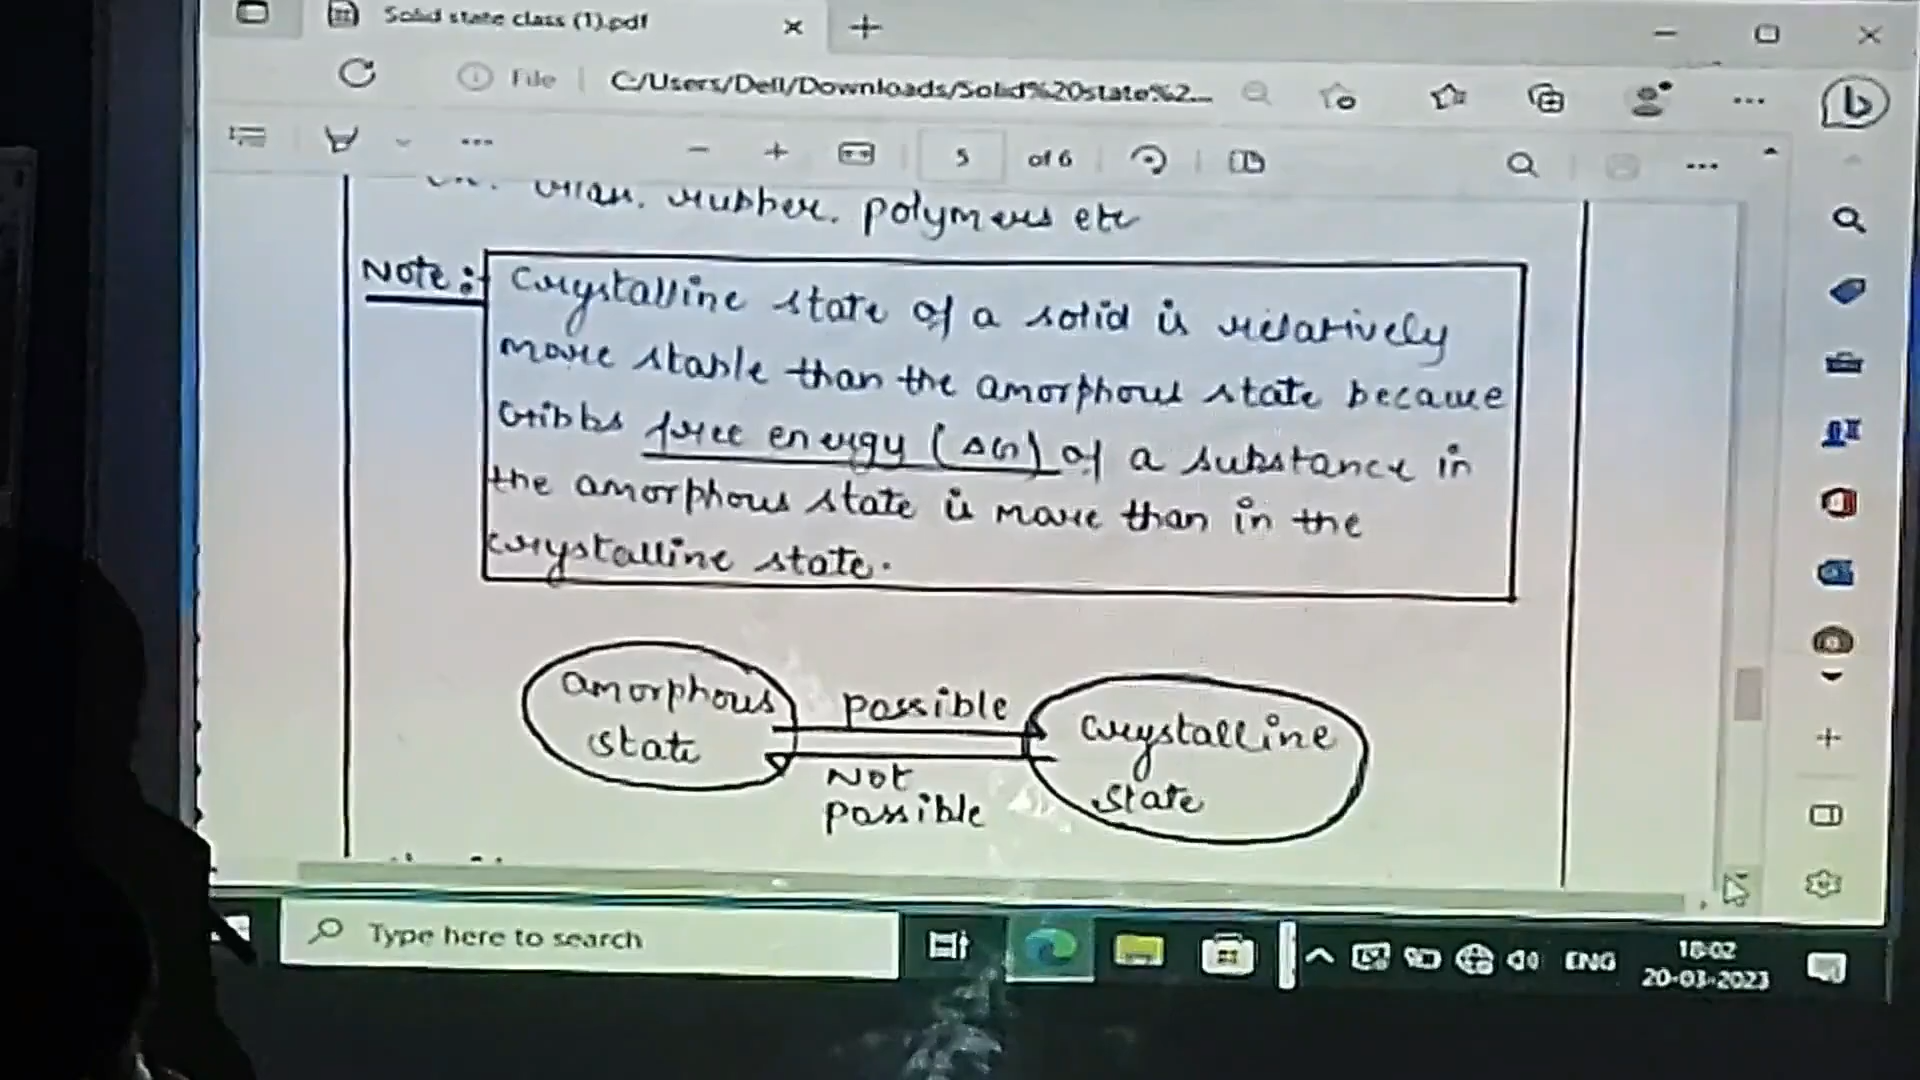 Solid state class (1).pdf
File
C:/Users/Dell/Downloads/Solid%20state%2...
5 of 6
rubber, polymers etc
Note:- Crystalline state of a solid is relatively
more stable than the amorphous state because
Gibbs free energy (ΔG) of a substance in
the amorphous state is more than in the
crystalline state.
amorphous
state
possible
Not
possible
Crystalline
state
Type here to search
ENG
18:02
20-03-2023